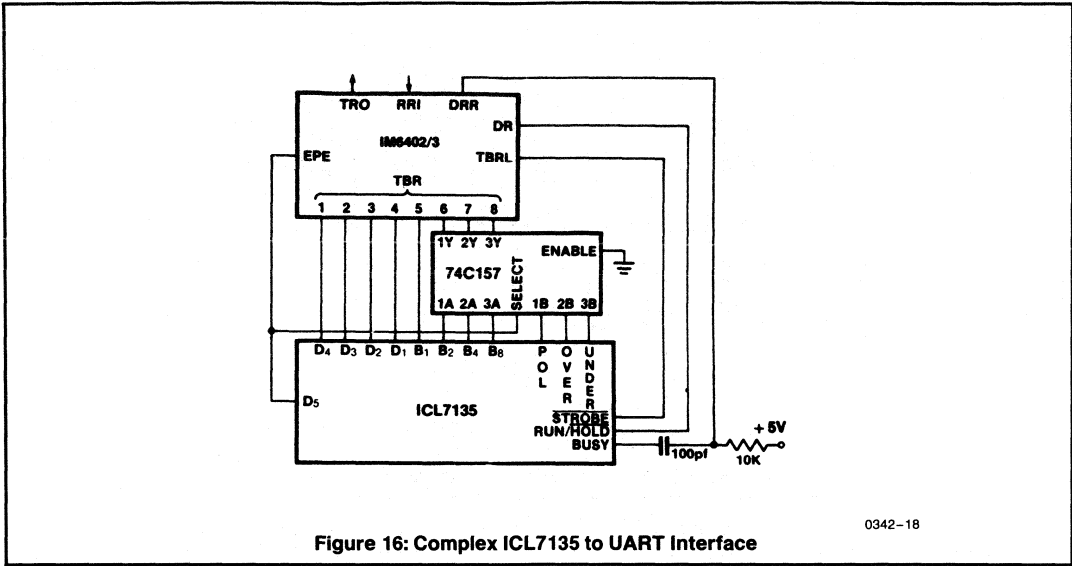 TRO RRI DRR
DR
IM6402/3
EPE TBRL
TBR
1 2 3 4 5 6 7 8
1Y 2Y 3Y
ENABLE
74C157
SELECT
1A 2A 3A 1B 2B 3B
D4 D3 D2 D1 B1 B2 B4 B8
POL
OVER
UNDER
D5
ICL7135
STROBE
RUN/HOLD
BUSY
+5V
100pf
10K
0342-18
Figure 16: Complex ICL7135 to UART Interface